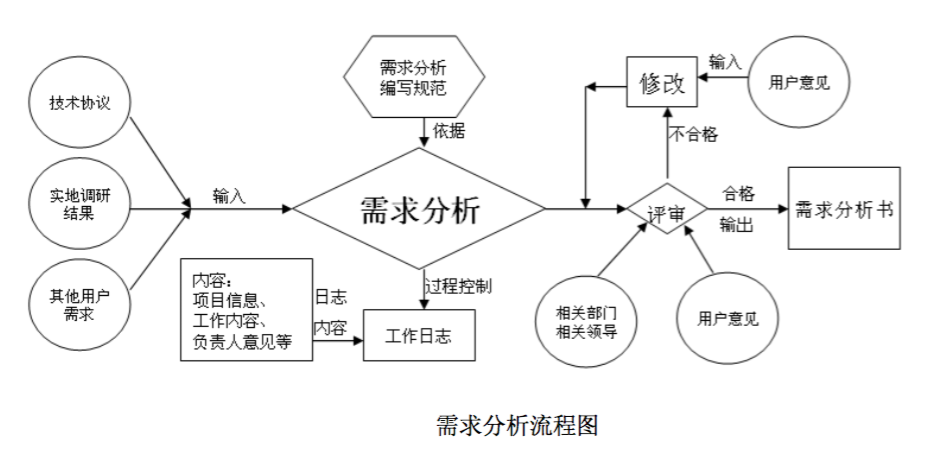 技术协议
实地调研
结果
其他用户
需求
输入
需求分析
编写规范
依据
需求分析
过程控制
内容：
项目信息、
工作内容、
负责人意见等
日志
内容
工作日志
修改
输入
用户意见
不合格
评审
合格
输出
需求分析书
相关部门
相关领导
用户意见
需求分析流程图